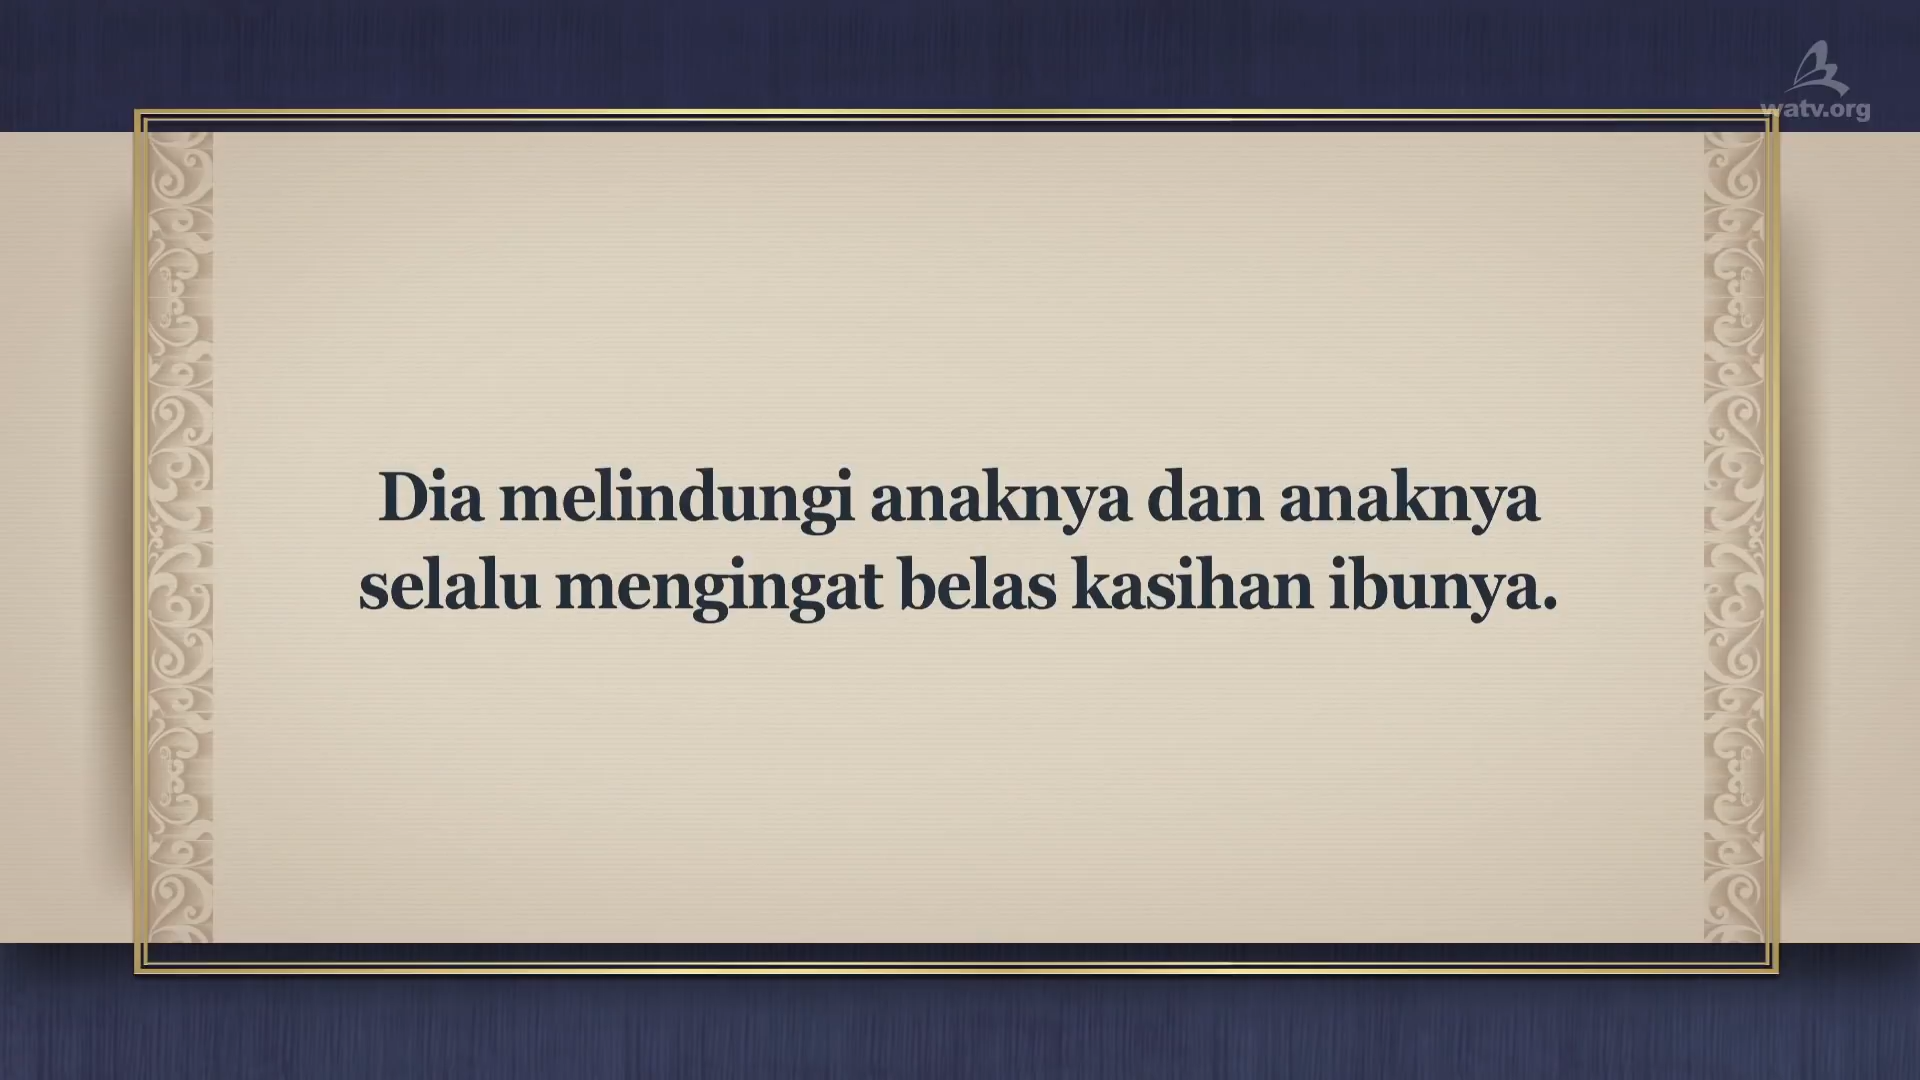 watv.org
Dia melindungi anaknya dan anaknya
selalu mengingat belas kasihan ibunya.